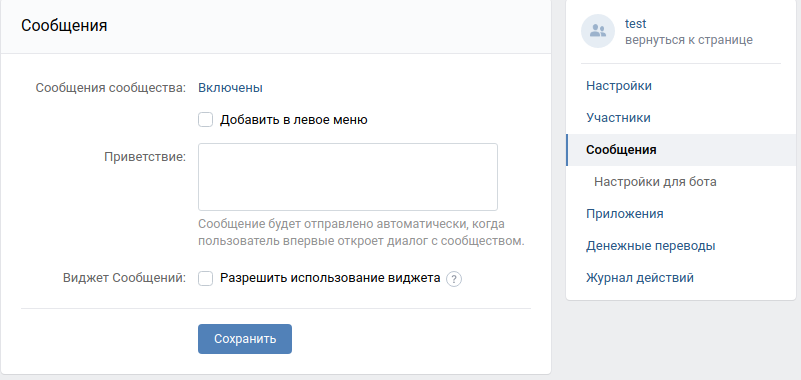 Сообщения
Сообщения сообщества: Включены
Добавить в левое меню
Приветствие:
Сообщение будет отправлено автоматически, когда
пользователь впервые откроет диалог с сообществом.
Виджет Сообщений: Разрешить использование виджета ?
Сохранить
test
вернуться к странице
Настройки
Участники
Сообщения
Настройки для бота
Приложения
Денежные переводы
Журнал действий